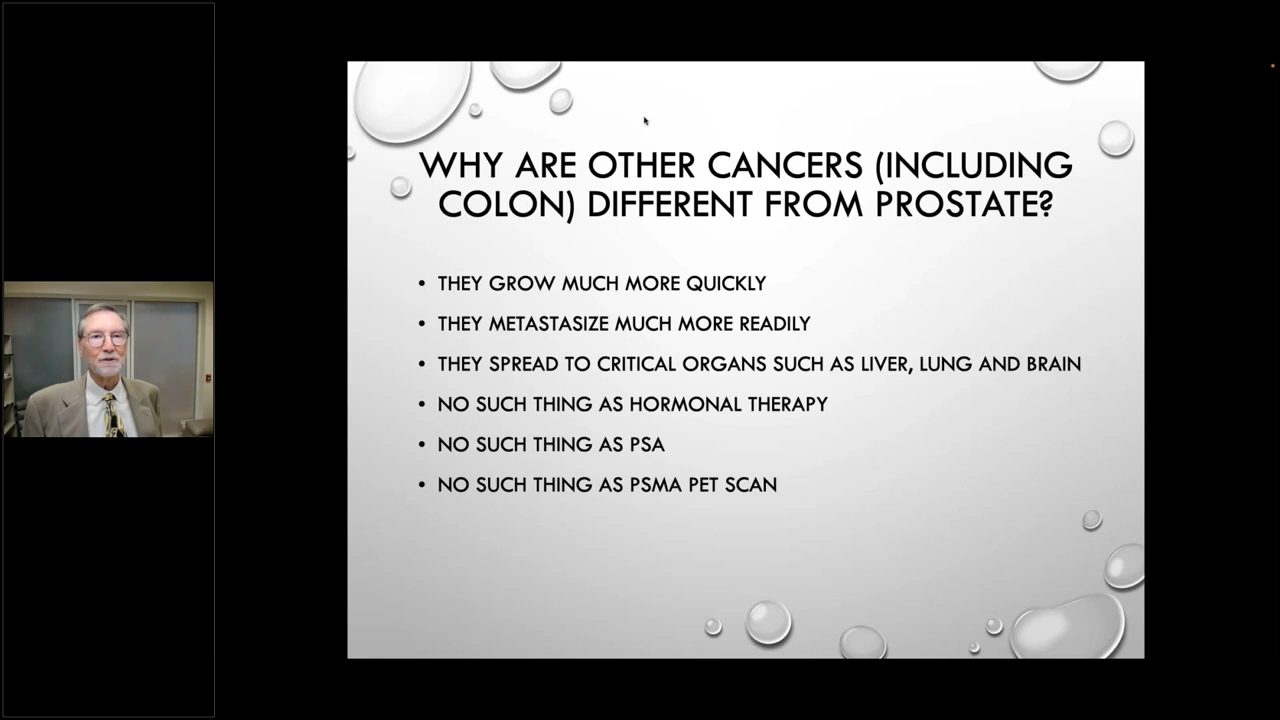 WHY ARE OTHER CANCERS (INCLUDING
COLON) DIFFERENT FROM PROSTATE?
• THEY GROW MUCH MORE QUICKLY
• THEY METASTASIZE MUCH MORE READILY
• THEY SPREAD TO CRITICAL ORGANS SUCH AS LIVER, LUNG AND BRAIN
• NO SUCH THING AS HORMONAL THERAPY
• NO SUCH THING AS PSA
• NO SUCH THING AS PSMA PET SCAN